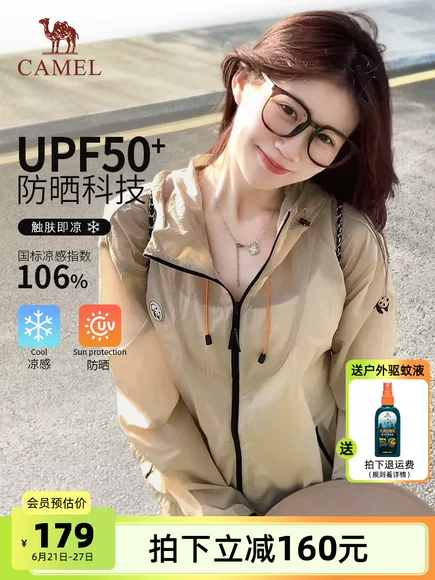 CAMEL
UPF50+
防晒科技
触肤即凉
国标凉感指数
106%
UV
Cool
凉感
Sun protection
防晒
送户外驱蚊液
CAMEL
送
拍下退运费
(规则看详情)
会员预估价
¥179
6月21日-27日
拍下立减160元